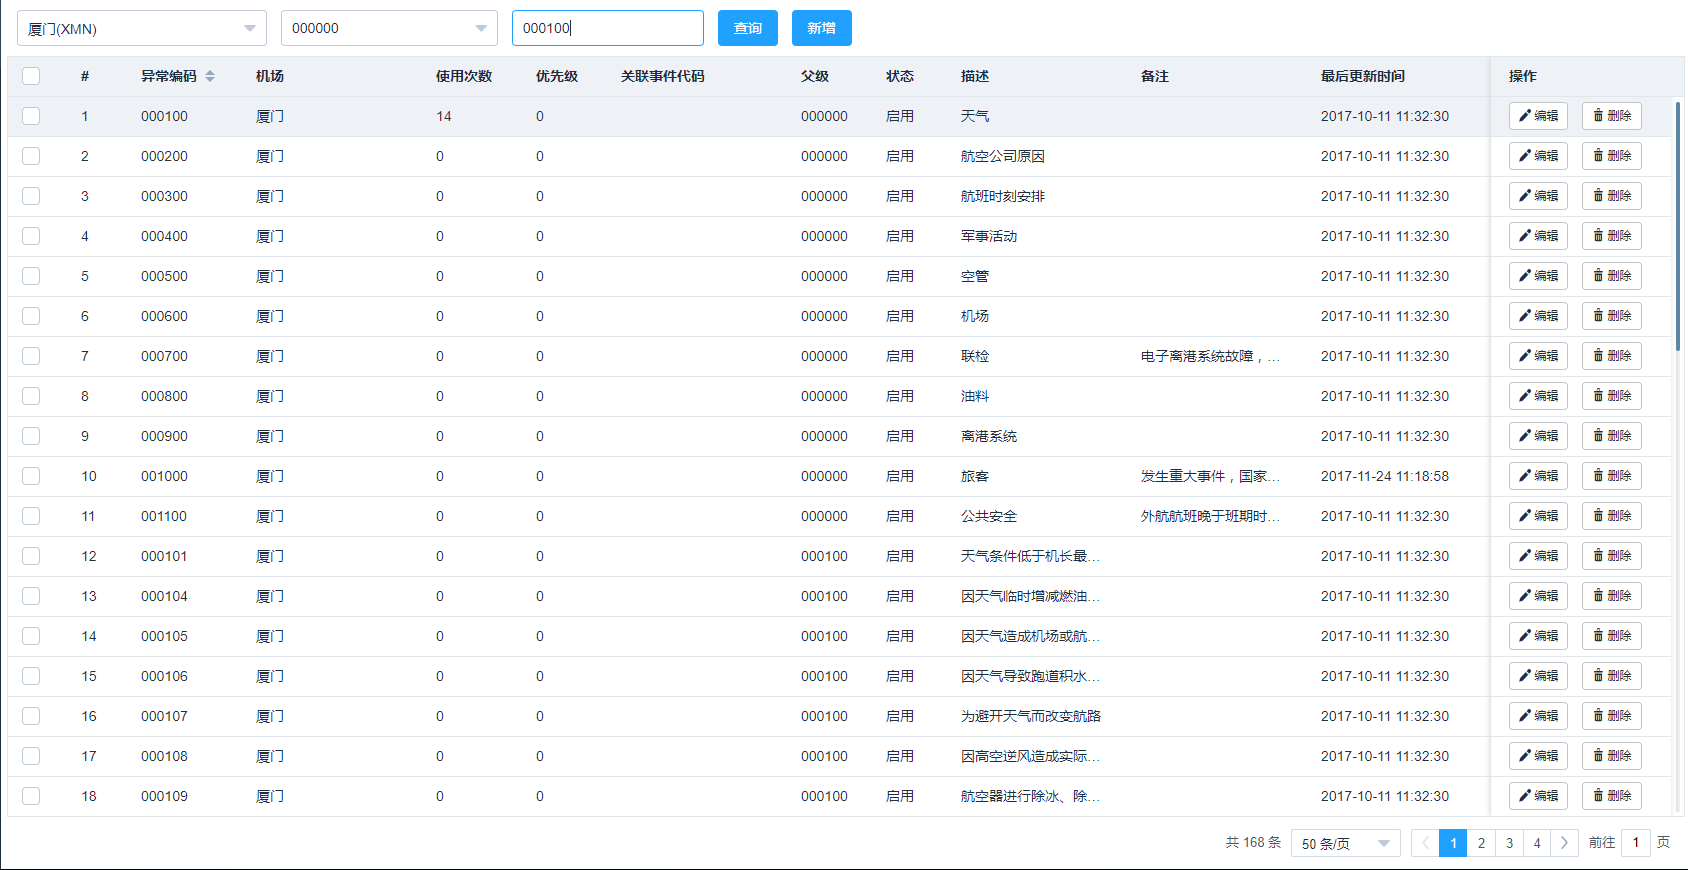 厦门(XMN) 000000 000100 查询 新增
# 异常编码 机场 使用次数 优先级 关联事件代码 父级 状态 描述 备注 最后更新时间 操作
1 000100 厦门 14 0 000000 启用 天气 2017-10-11 11:32:30 编辑 删除
2 000200 厦门 0 0 000000 启用 航空公司原因 2017-10-11 11:32:30 编辑 删除
3 000300 厦门 0 0 000000 启用 航班时刻安排 2017-10-11 11:32:30 编辑 删除
4 000400 厦门 0 0 000000 启用 军事活动 2017-10-11 11:32:30 编辑 删除
5 000500 厦门 0 0 000000 启用 空管 2017-10-11 11:32:30 编辑 删除
6 000600 厦门 0 0 000000 启用 机场 2017-10-11 11:32:30 编辑 删除
7 000700 厦门 0 0 000000 启用 联检 电子离港系统故障，... 2017-10-11 11:32:30 编辑 删除
8 000800 厦门 0 0 000000 启用 油料 2017-10-11 11:32:30 编辑 删除
9 000900 厦门 0 0 000000 启用 离港系统 2017-10-11 11:32:30 编辑 删除
10 001000 厦门 0 0 000000 启用 旅客 发生重大事件，国家... 2017-11-24 11:18:58 编辑 删除
11 001100 厦门 0 0 000000 启用 公共安全 外航航班晚于班期时... 2017-10-11 11:32:30 编辑 删除
12 000101 厦门 0 0 000100 启用 天气条件低于机长最... 2017-10-11 11:32:30 编辑 删除
13 000104 厦门 0 0 000100 启用 因天气临时增减燃油... 2017-10-11 11:32:30 编辑 删除
14 000105 厦门 0 0 000100 启用 因天气造成机场或航... 2017-10-11 11:32:30 编辑 删除
15 000106 厦门 0 0 000100 启用 因天气导致跑道积水... 2017-10-11 11:32:30 编辑 删除
16 000107 厦门 0 0 000100 启用 为避开天气而改变航路 2017-10-11 11:32:30 编辑 删除
17 000108 厦门 0 0 000100 启用 因高空逆风造成实际... 2017-10-11 11:32:30 编辑 删除
18 000109 厦门 0 0 000100 启用 航空器进行除冰、除... 2017-10-11 11:32:30 编辑 删除
共 168 条 50 条/页 1 2 3 4 前往 1 页